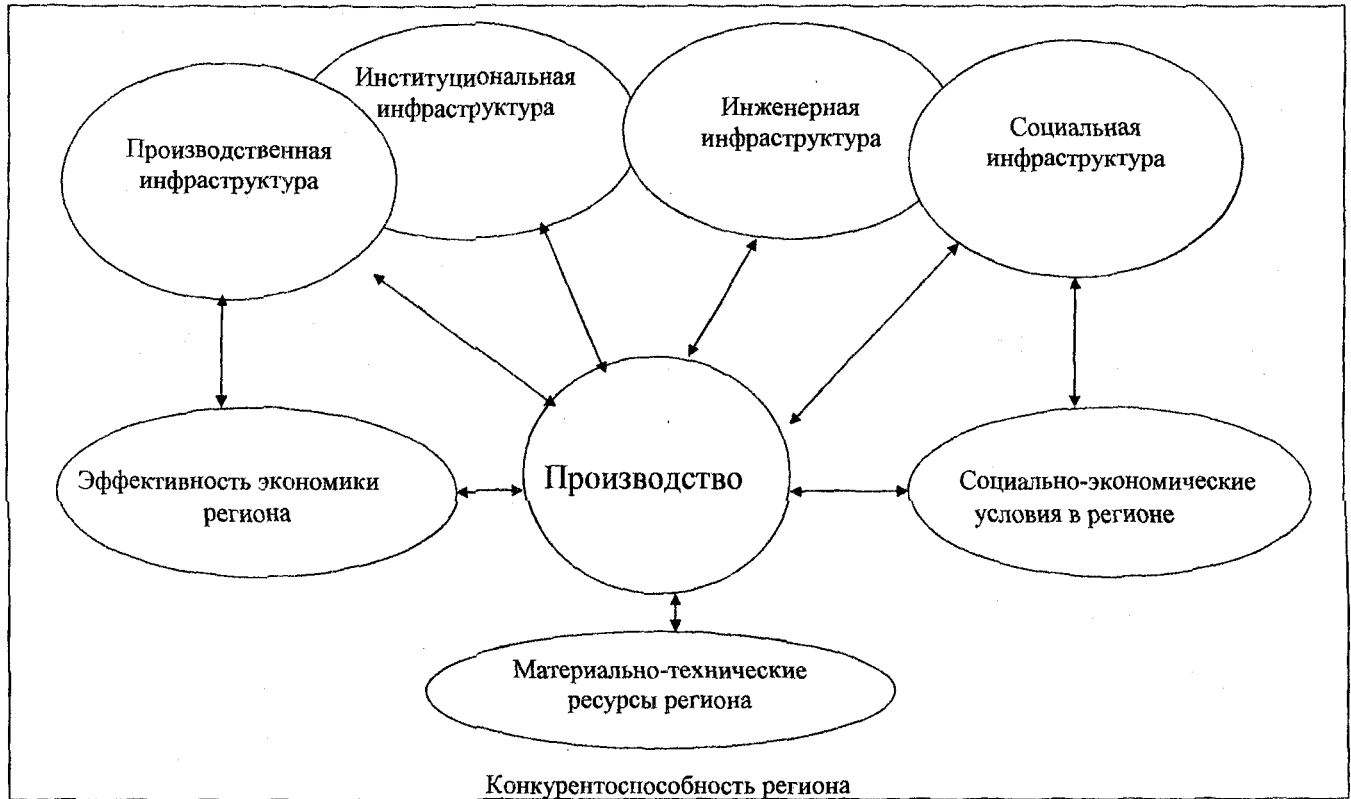 Институциональная
инфраструктура
Инженерная
инфраструктура
Социальная
инфраструктура
Производственная
инфраструктура
Эффективность экономики
региона
Производство
Социально-экономические
условия в регионе
Материально-технические
ресурсы региона
Конкурентоспособность региона